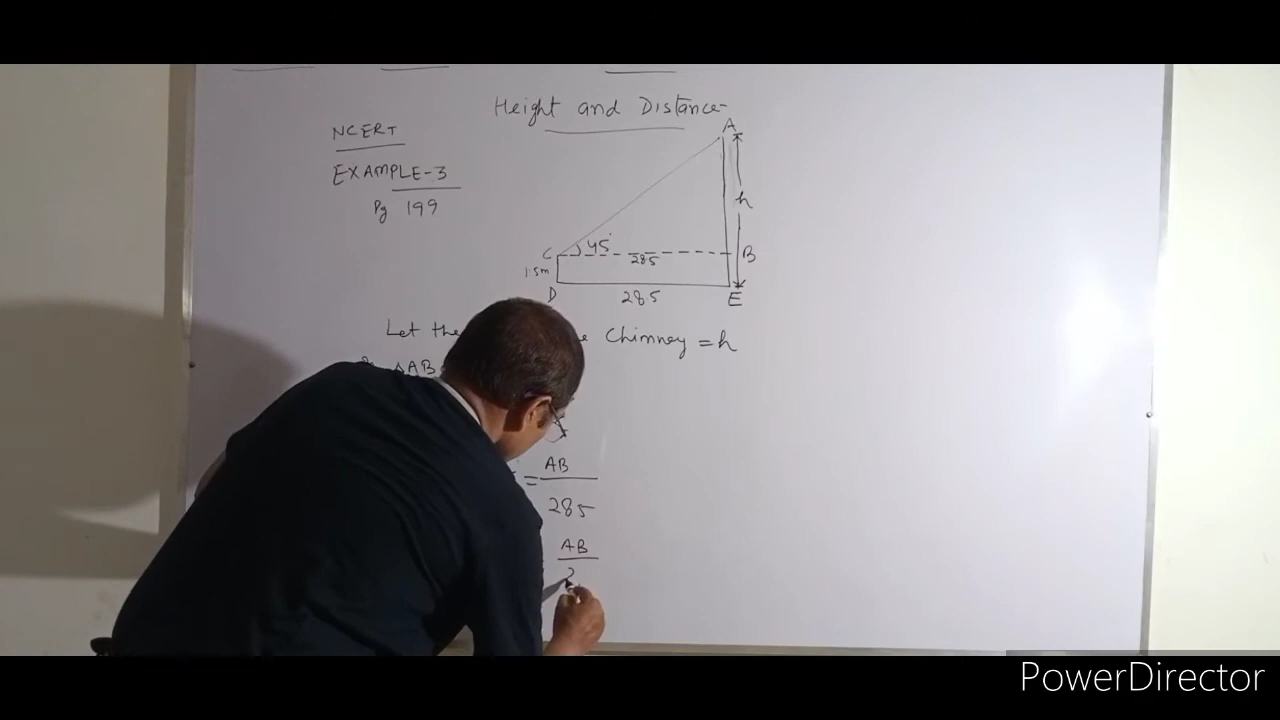 Height and Distance
NCERT
EXAMPLE-3
Pg 199
A
h
C 45° 285 B
1.5m
D 285 E
Let the Chimney = h
△AB
= AB
285
AB
2
PowerDirector